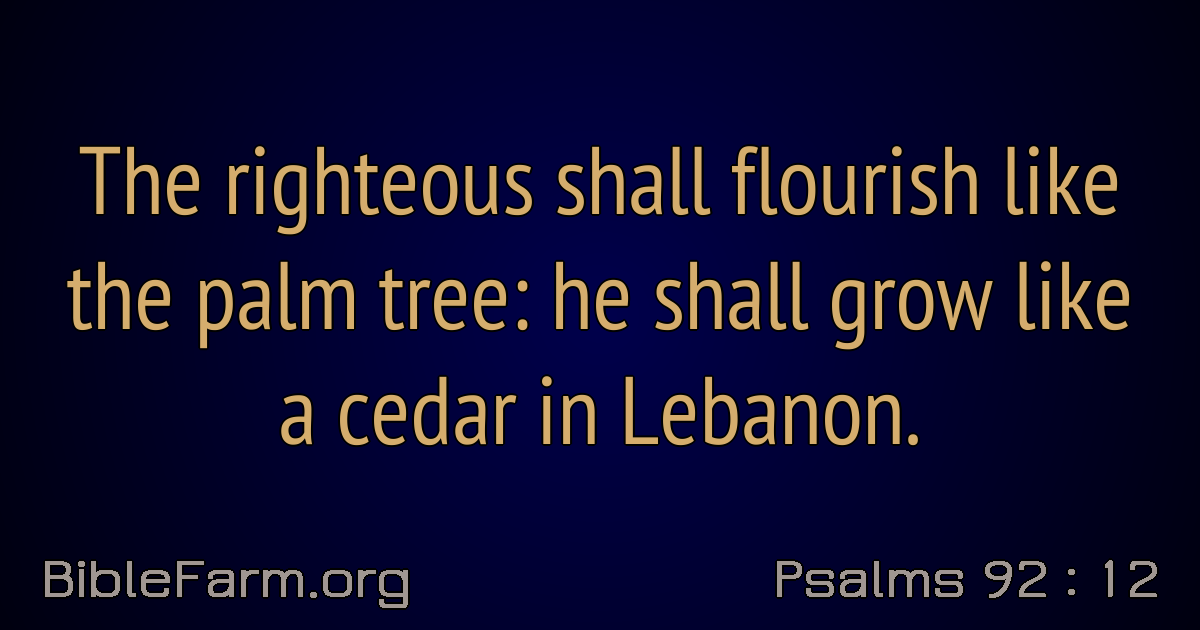 The righteous shall flourish like
the palm tree: he shall grow like
a cedar in Lebanon.
BibleFarm.org
Psalms 92 : 12